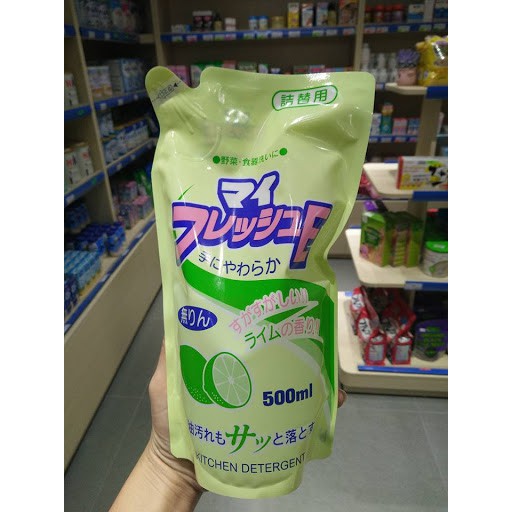 詰替用
●野菜・食器洗いに●
マイ
フレッシュE
手にやわらか
無りん
すがすがしい
ライムの香り!!
500ml
油汚れもサッと落とす
KITCHEN DETERGENT